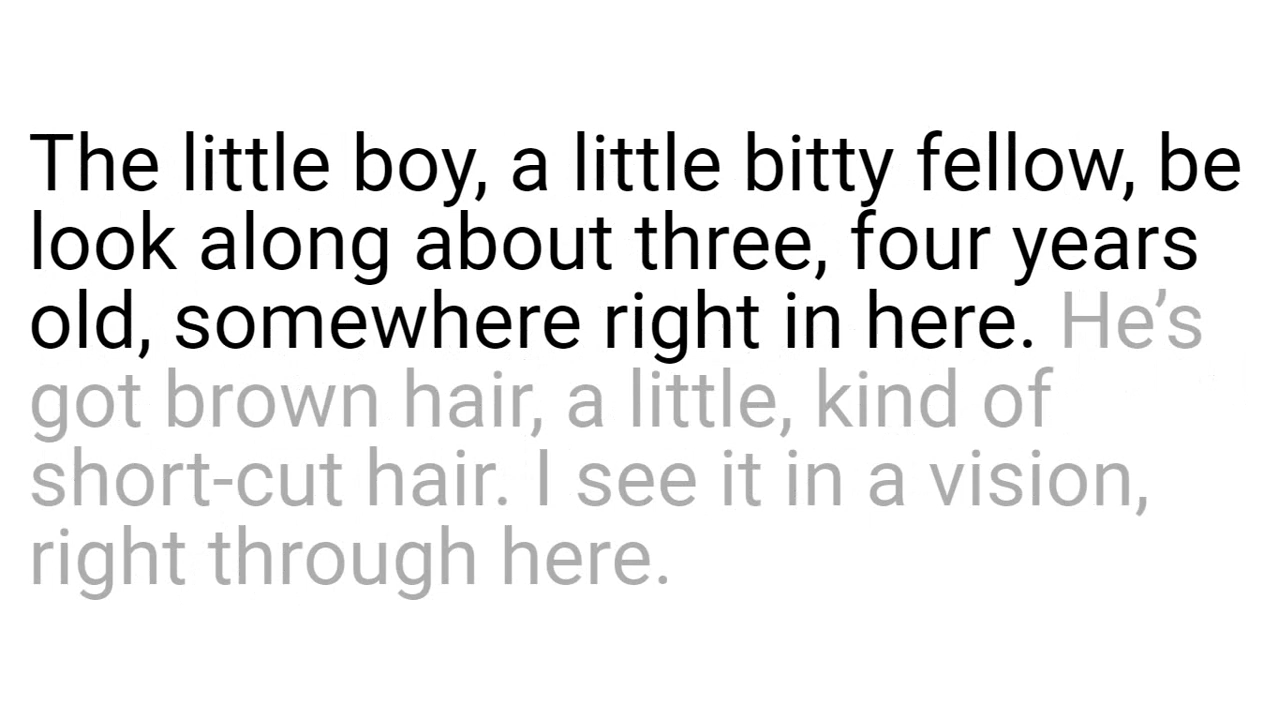 The little boy, a little bitty fellow, be
look along about three, four years
old, somewhere right in here. He’s
got brown hair, a little, kind of
short-cut hair. I see it in a vision,
right through here.